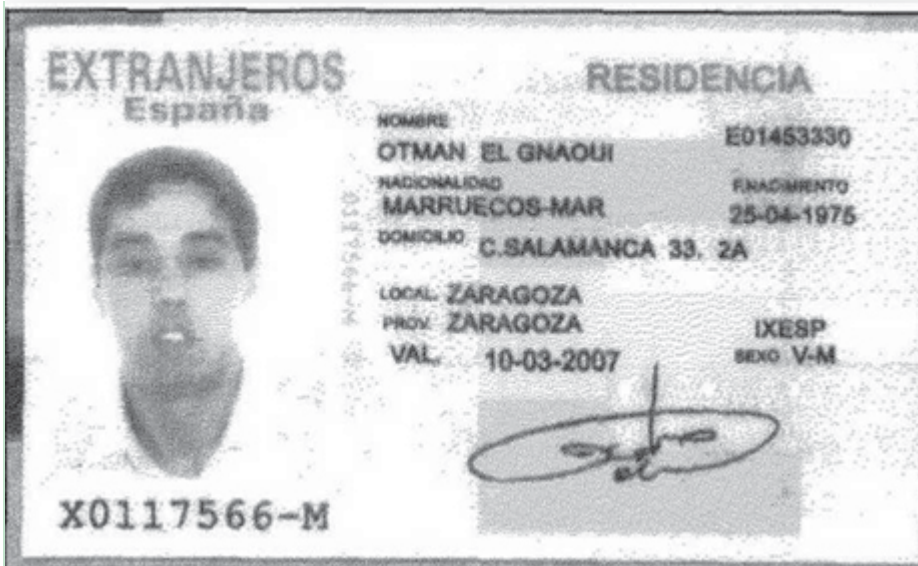 EXTRANJEROS
España
RESIDENCIA
NOMBRE
E01453330
OTMAN EL GNAOUI
NACIONALIDAD
F.NACIMIENTO
MARRUECOS-MAR
25-04-1975
DOMICILIO
C.SALAMANCA 33. 2A
LOCAL. ZARAGOZA
PROV. ZARAGOZA
IXESP
VAL. 10-03-2007
SEXO V-M
X0117566-M